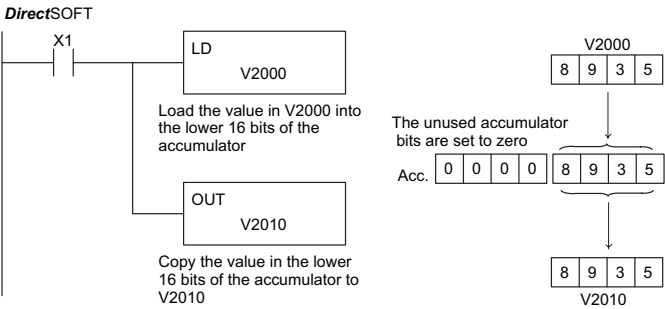 DirectSOFT
X1
LD
V2000
Load the value in V2000 into
the lower 16 bits of the
accumulator
OUT
V2010
Copy the value in the lower
16 bits of the accumulator to
V2010
V2000
8 9 3 5
The unused accumulator
bits are set to zero
Acc. 0 0 0 0 8 9 3 5
8 9 3 5
V2010